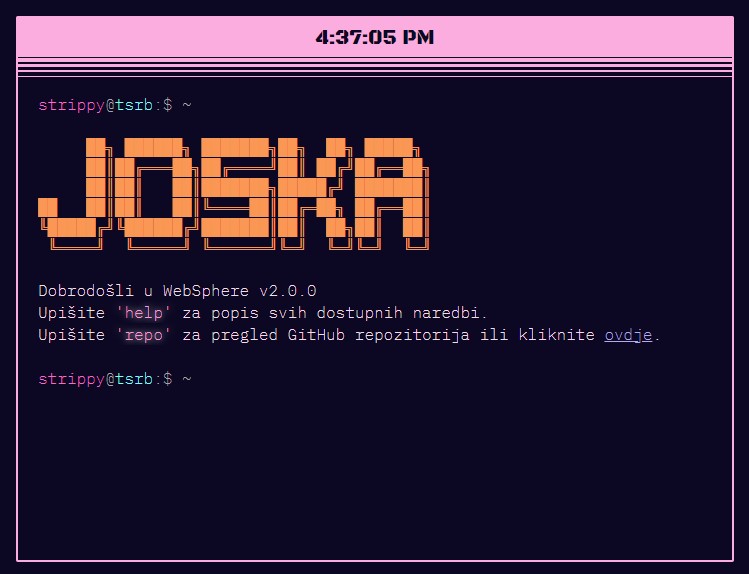 4:37:05 PM
strippy@tsrb:$ ~
JOSKA
Dobrodošli u WebSphere v2.0.0
Upišite 'help' za popis svih dostupnih naredbi.
Upišite 'repo' za pregled GitHub repozitorija ili kliknite ovdje.
strippy@tsrb:$ ~